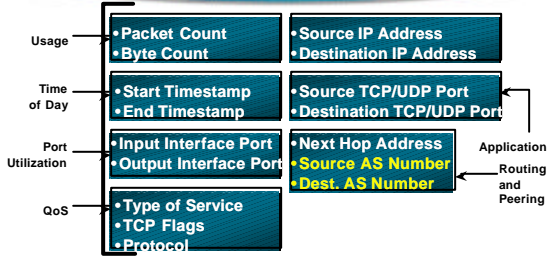 Usage
•Packet Count
•Byte Count
•Source IP Address
•Destination IP Address
Time
of Day
•Start Timestamp
•End Timestamp
•Source TCP/UDP Port
•Destination TCP/UDP Port
Port
Utilization
•Input Interface Port
•Output Interface Port
•Next Hop Address
•Source AS Number
•Dest. AS Number
Application
Routing
and
Peering
QoS
•Type of Service
•TCP Flags
•Protocol